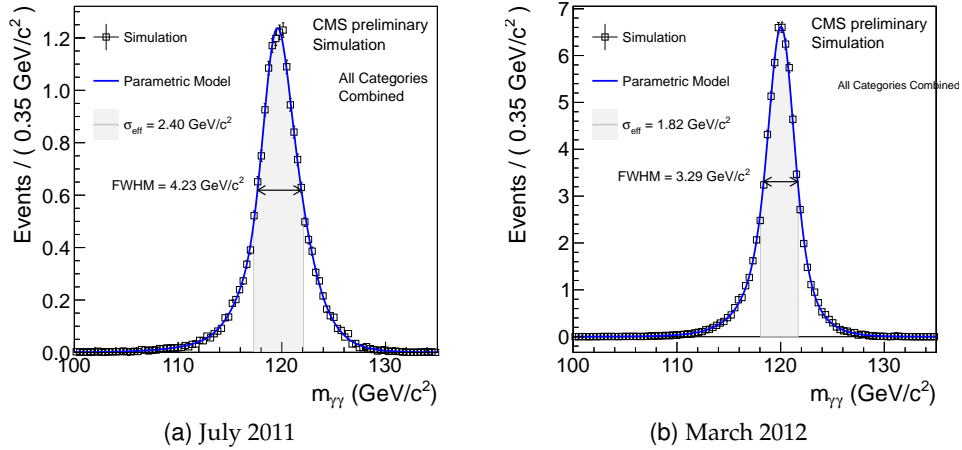 Events / ( 0.35 GeV/c²)
1.2
1.0
0.8
0.6
0.4
0.2
0.0
CMS preliminary
Simulation
All Categories
Combined
Simulation
Parametric Model
σeff = 2.40 GeV/c²
FWHM = 4.23 GeV/c²
100 110 120 130
mγγ (GeV/c²)
(a) July 2011
Events / ( 0.35 GeV/c²)
7
6
5
4
3
2
1
0
CMS preliminary
Simulation
All Categories Combined
Simulation
Parametric Model
σeff = 1.82 GeV/c²
FWHM = 3.29 GeV/c²
100 110 120 130
mγγ (GeV/c²)
(b) March 2012